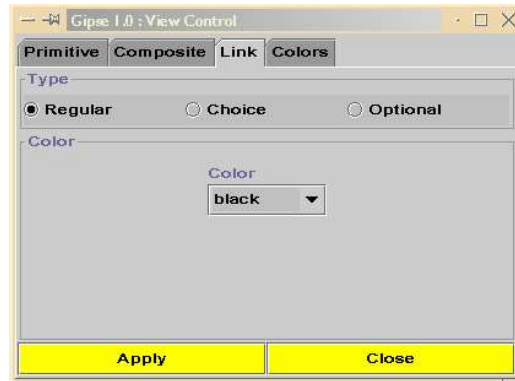 Gipse 1.0 : View Control
Primitive Composite Link Colors
Type
Regular Choice Optional
Color
Color
black
Apply Close